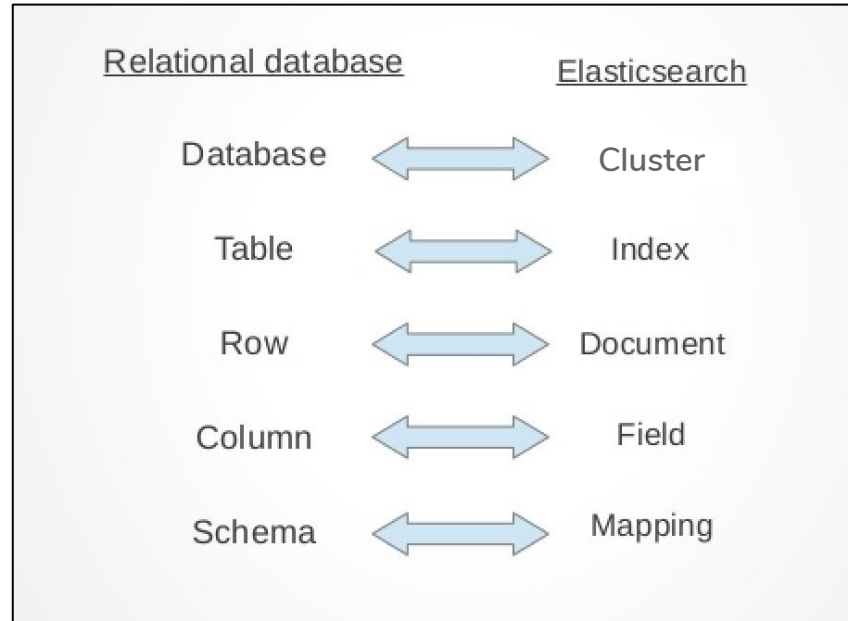 Relational database Elasticsearch
Database Cluster
Table Index
Row Document
Column Field
Schema Mapping